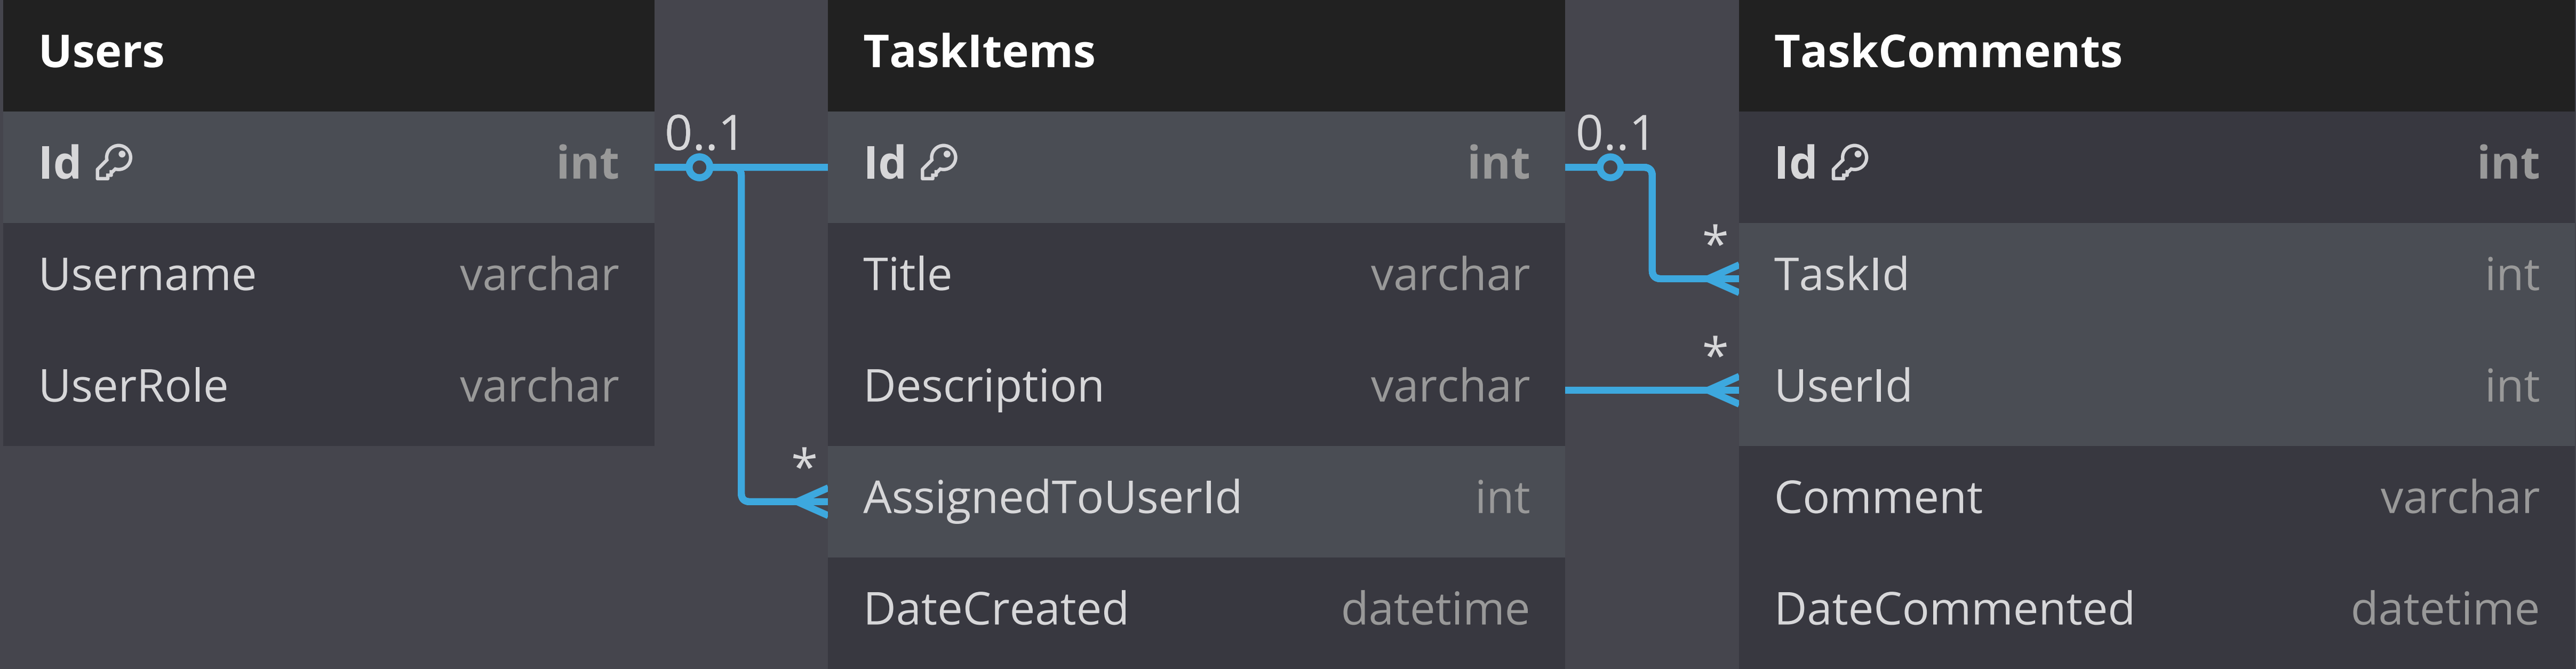 Users
Id int
Username varchar
UserRole varchar
0..1
*
TaskItems
Id int
Title varchar
Description varchar
AssignedToUserId int
DateCreated datetime
0..1
*
*
TaskComments
Id int
TaskId int
UserId int
Comment varchar
DateCommented datetime